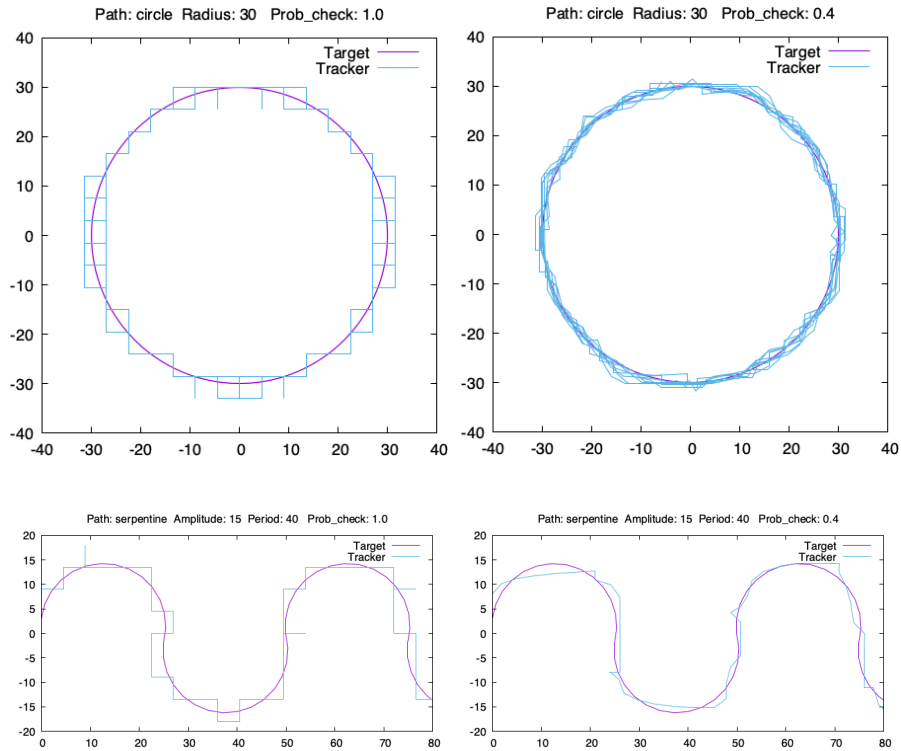 Path: circle Radius: 30 Prob_check: 1.0
Target
Tracker
40
30
20
10
0
-10
-20
-30
-40
-40 -30 -20 -10 0 10 20 30 40
Path: circle Radius: 30 Prob_check: 0.4
Target
Tracker
40
30
20
10
0
-10
-20
-30
-40
-40 -30 -20 -10 0 10 20 30 40
Path: serpentine Amplitude: 15 Period: 40 Prob_check: 1.0
Target
Tracker
20
15
10
5
0
-5
-10
-15
-20
0 10 20 30 40 50 60 70 80
Path: serpentine Amplitude: 15 Period: 40 Prob_check: 0.4
Target
Tracker
20
15
10
5
0
-5
-10
-15
-20
0 10 20 30 40 50 60 70 80